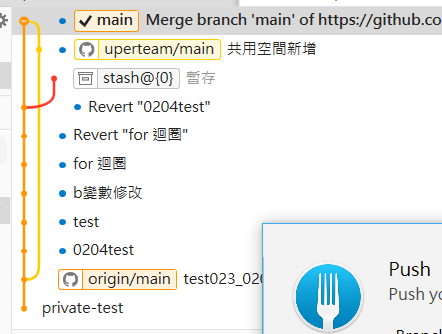 main Merge branch 'main' of https://github.co
uperteam/main 共用空間新增
stash@{0} 暫存
Revert "0204test"
Revert "for 迴圈"
for 迴圈
b變數修改
test
0204test
origin/main test023_020
private-test
Push
Push yo